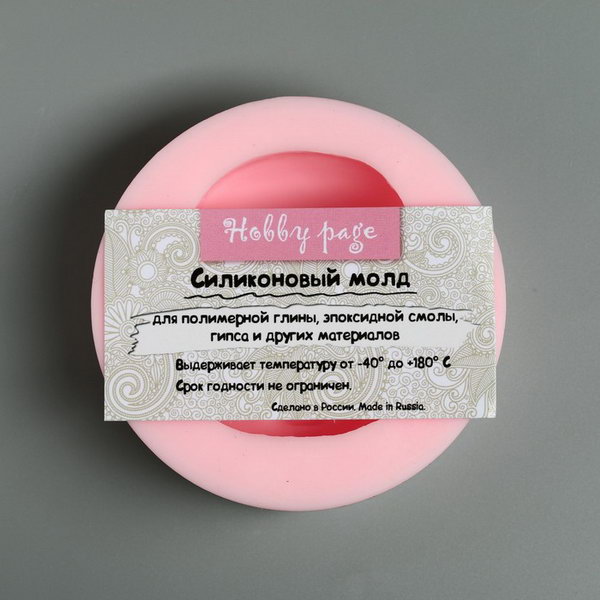 Hobby page
Силиконовый молд
для полимерной глины, эпоксидной смолы,
гипса и других материалов
Выдерживает температуру от -40° до +180° С
Срок годности не ограничен.
Сделано в России. Made in Russia.